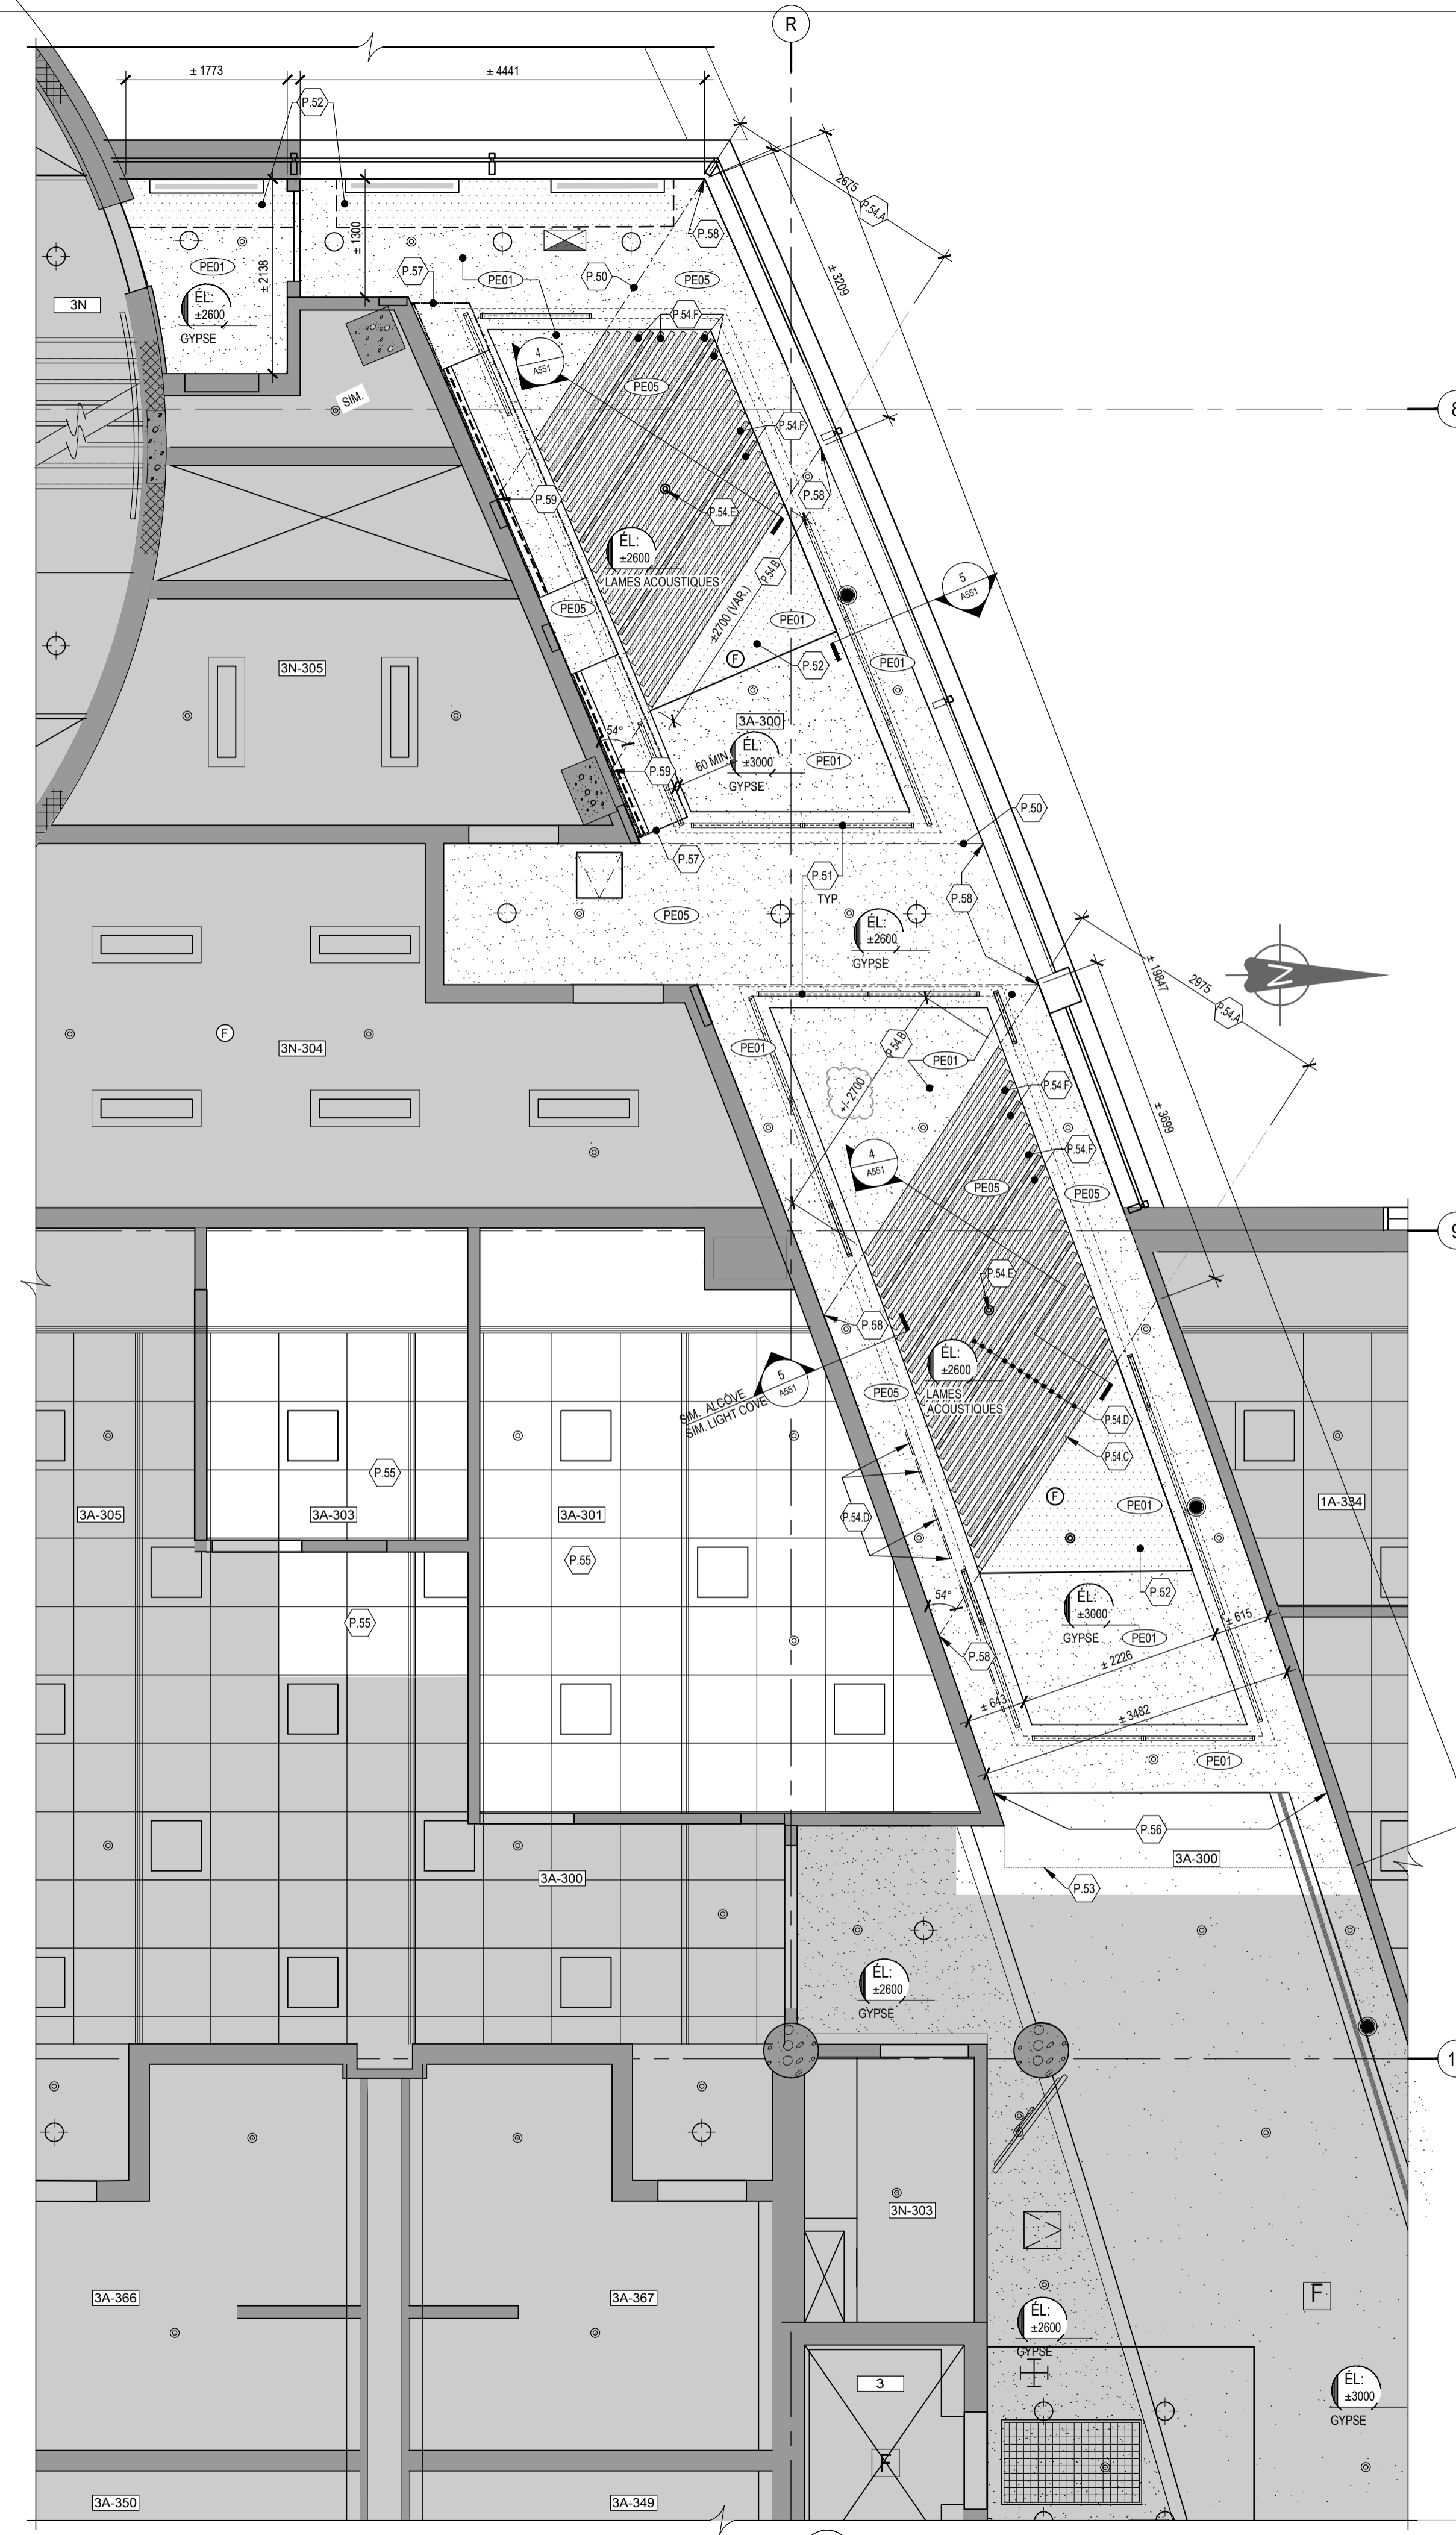 R
± 1773
± 4441
P.52
2675
P.54.A
± 3209
P.58
± 1300
± 2138
PE01
P.57
PE01
P.50
PE05
3N
ÉL:
±2600
GYPSE
P.54.F
4
A551
PE05
SIM.
8
P.54.F
P.59
P.58
P.54.E
ÉL:
±2600
LAMES ACOUSTIQUES
P.54.B
±2700 (VAR.)
5
A551
PE05
PE01
F
P.52
PE01
3N-305
3A-300
54°
ÉL:
±3000
GYPSE
60 MIN.
PE01
P.59
P.50
P.57
P.51
TYP.
P.58
PE05
ÉL:
±2600
GYPSE
± 19847
2975
P.54.A
N
F
3N-304
PE01
P.54.B
PE01
+/- 2700
P.54.F
± 3699
4
A551
P.54.F
PE05
PE05
9
P.54.E
P.58
ÉL:
±2600
LAMES
ACOUSTIQUES
5
A551
SIM. ALCÔVE
SIM. LIGHT COVE
PE05
P.54.D
P.54.C
P.55
F
PE01
3A-305
3A-303
3A-301
P.54.D
1A-334
P.55
P.52
54°
ÉL:
±3000
GYPSE
± 615
P.55
PE01
P.58
± 2226
± 643
± 3482
PE01
P.56
3A-300
3A-300
P.53
ÉL:
±2600
GYPSE
1
3N-303
3A-366
3A-367
F
ÉL:
±2600
GYPSE
3
ÉL:
±3000
GYPSE
F
3A-350
3A-349